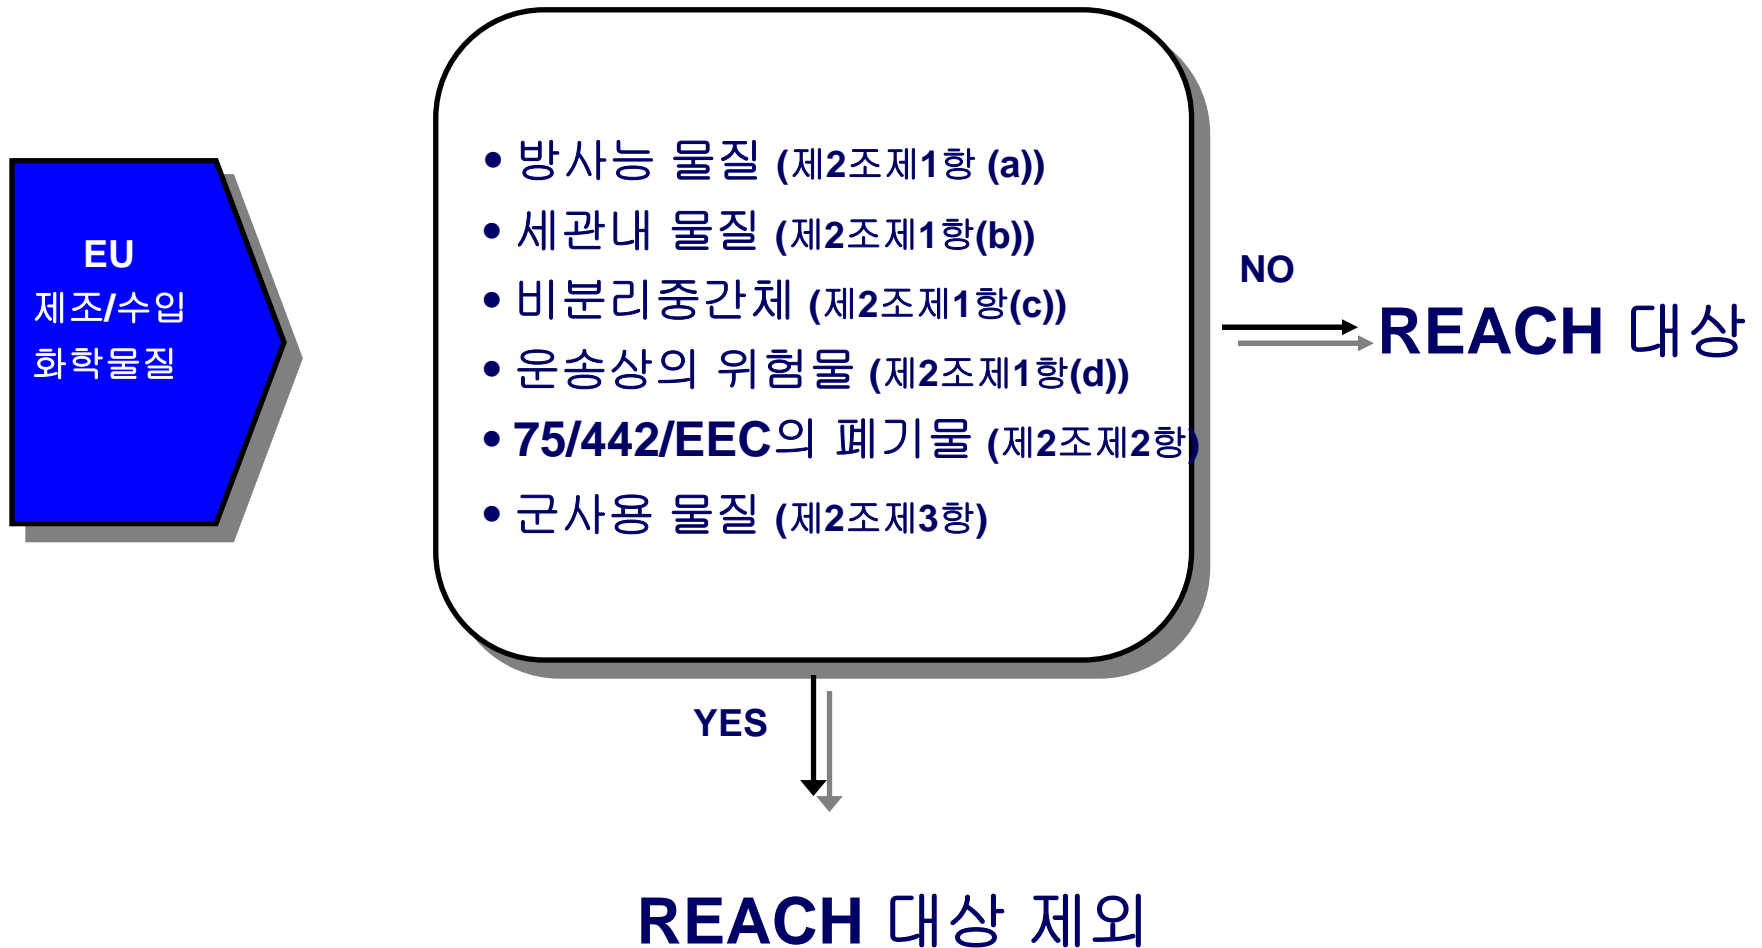 EU
제조/수입
화학물질
• 방사능 물질 (제2조제1항 (a))
• 세관내 물질 (제2조제1항(b))
• 비분리중간체 (제2조제1항(c))
• 운송상의 위험물 (제2조제1항(d))
• 75/442/EEC의 폐기물 (제2조제2항)
• 군사용 물질 (제2조제3항)
NO
REACH 대상
YES
REACH 대상 제외